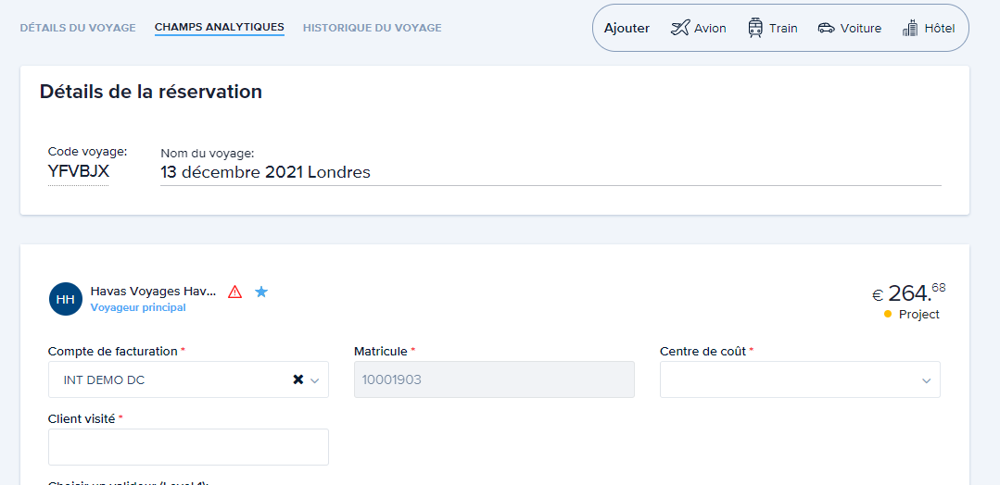 DÉTAILS DU VOYAGE CHAMPS ANALYTIQUES HISTORIQUE DU VOYAGE Ajouter Avion Train Voiture Hôtel
Détails de la réservation
Code voyage: Nom du voyage:
YFVBJX 13 décembre 2021 Londres
HH Havas Voyages Hav... € 264.68
Voyageur principal Project
Compte de facturation * Matricule * Centre de coût *
INT DEMO DC 10001903
Client visité *
Choisir un valideur (Level 1):